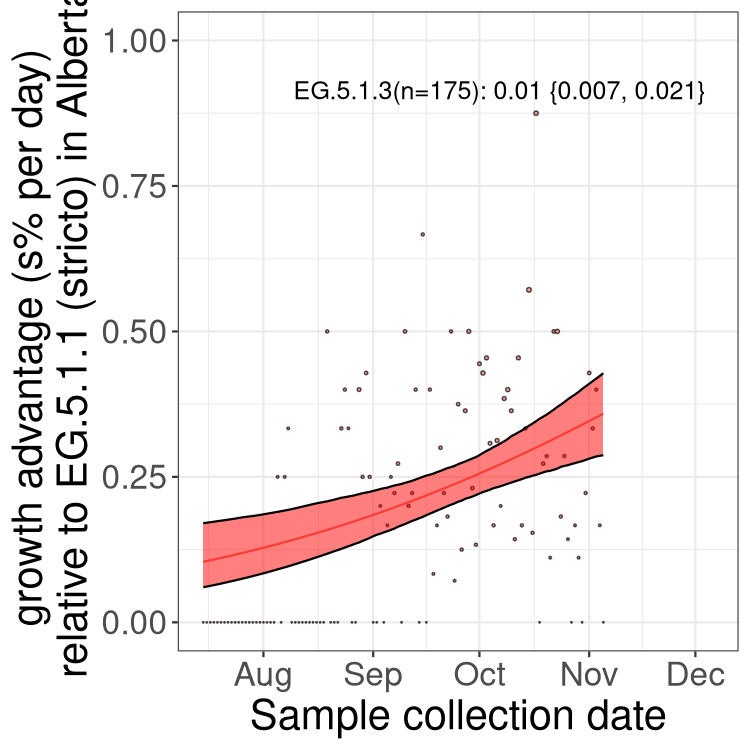 growth advantage (s% per day)
relative to EG.5.1.1 (stricto) in Alberta
1.00
0.75
0.50
0.25
0.00
EG.5.1.3(n=175): 0.01 {0.007, 0.021}
Aug Sep Oct Nov Dec
Sample collection date